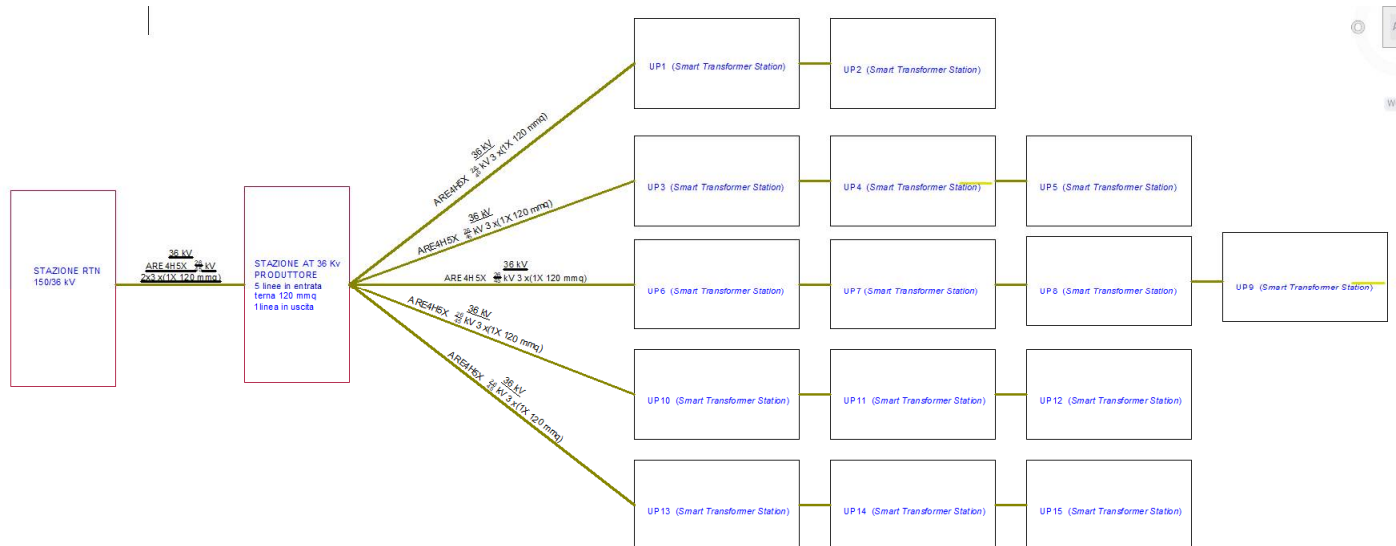 UP1 (Smart Transformer Station)
UP2 (Smart Transformer Station)
36 kV
ARE4H5X 26/45 kV 3 x(1X 120 mmq)
UP3 (Smart Transformer Station)
UP4 (Smart Transformer Station)
UP5 (Smart Transformer Station)
36 kV
ARE4H5X kV 3 x(1X 120 mmq)
STAZIONE RTN
150/36 kV
36 kV
ARE4H5X kV
2x3 x(1X 120 mmq)
STAZIONE AT 36 Kv
PRODUTTORE
5 linee in entrata
terna 120 mmq
1linea in uscita
36 kV
ARE4H5X kV 3 x(1X 120 mmq)
UP6 (Smart Transformer Station)
UP7 (Smart Transformer Station)
UP8 (Smart Transformer Station)
UP9 (Smart Transformer Station)
36 kV
ARE4H5X kV 3 x(1X 120 mmq)
UP10 (Smart Transformer Station)
UP11 (Smart Transformer Station)
UP12 (Smart Transformer Station)
36 kV
ARE4H5X kV 3 x(1X 120 mmq)
UP13 (Smart Transformer Station)
UP14 (Smart Transformer Station)
UP15 (Smart Transformer Station)